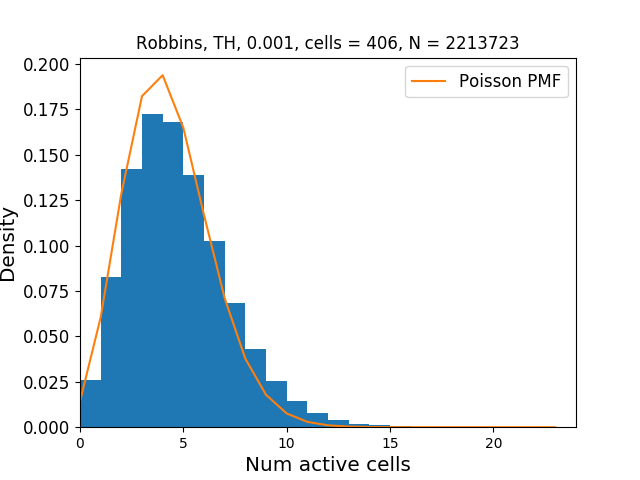 Robbins, TH, 0.001, cells = 406, N = 2213723
Poisson PMF
0.200
0.175
0.150
0.125
0.100
0.075
0.050
0.025
0.000
Density
0 5 10 15 20
Num active cells